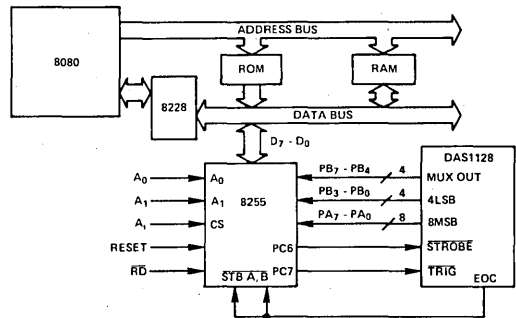 8080
ADDRESS BUS
ROM
RAM
8228
DATA BUS
D7 - D0
DAS1128
A0
A0
PB7 - PB4
4
MUX OUT
A1
A1
8255
PB3 - PB0
4
4LSB
Ai
CS
PA7 - PA0
8
8MSB
RESET
PC6
STROBE
RD
STB A, B
PC7
TRIG
EOC